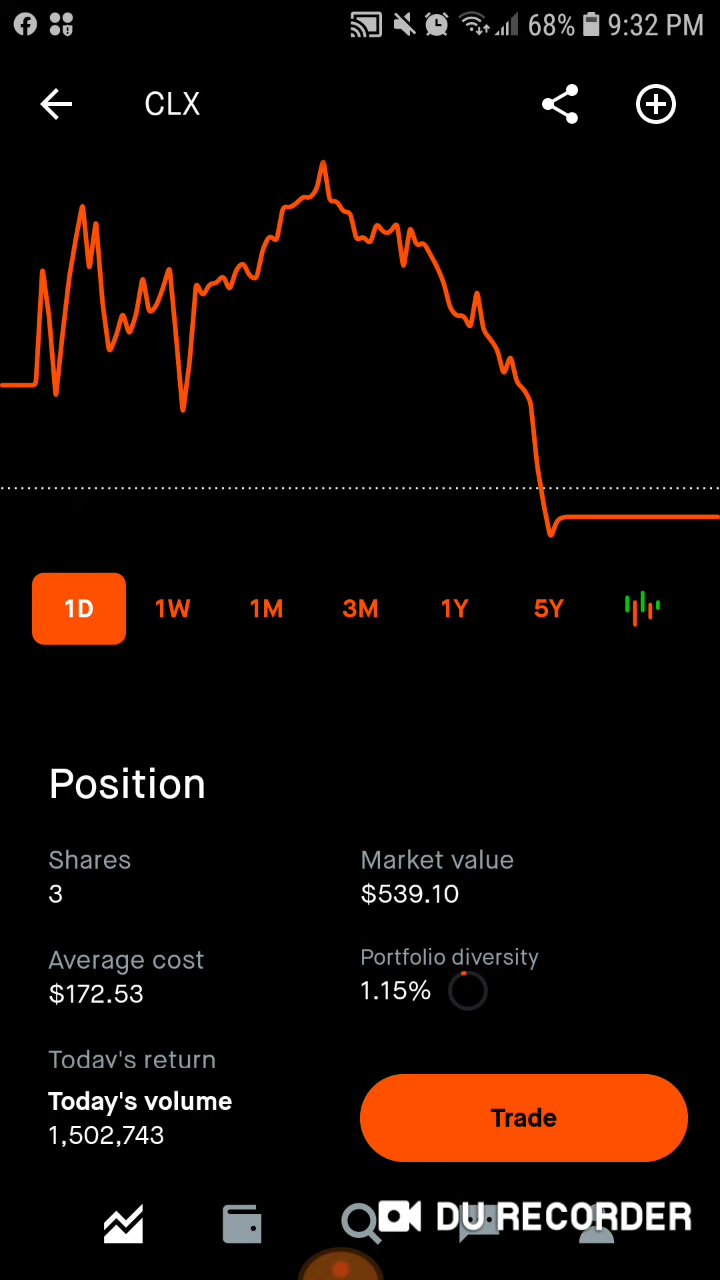 68% 9:32 PM
CLX
1D 1W 1M 3M 1Y 5Y
Position
Shares Market value
3 $539.10
Average cost Portfolio diversity
$172.53 1.15%
Today's return
Today's volume
1,502,743 Trade
DU RECORDER